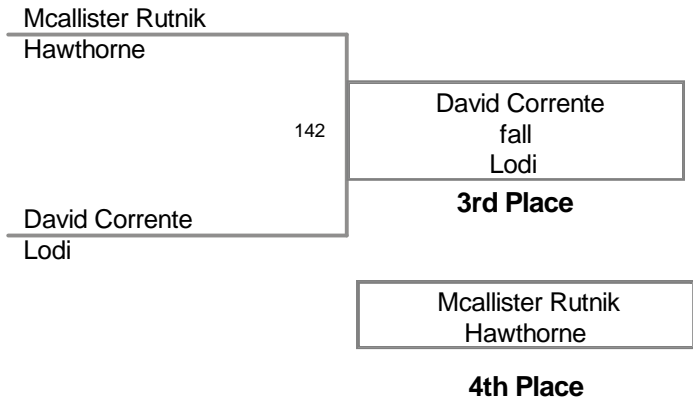 Mcallister Rutnik
Hawthorne
142
David Corrente
fall
Lodi
3rd Place
David Corrente
Lodi
Mcallister Rutnik
Hawthorne
4th Place